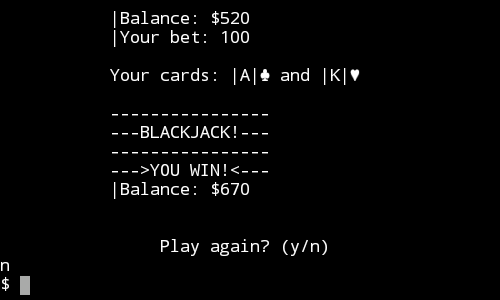 |Balance: $520
|Your bet: 100
Your cards: |A|♣ and |K|♥
----------------
---BLACKJACK!---
----------------
--->YOU WIN!<---
|Balance: $670
Play again? (y/n)
n
$